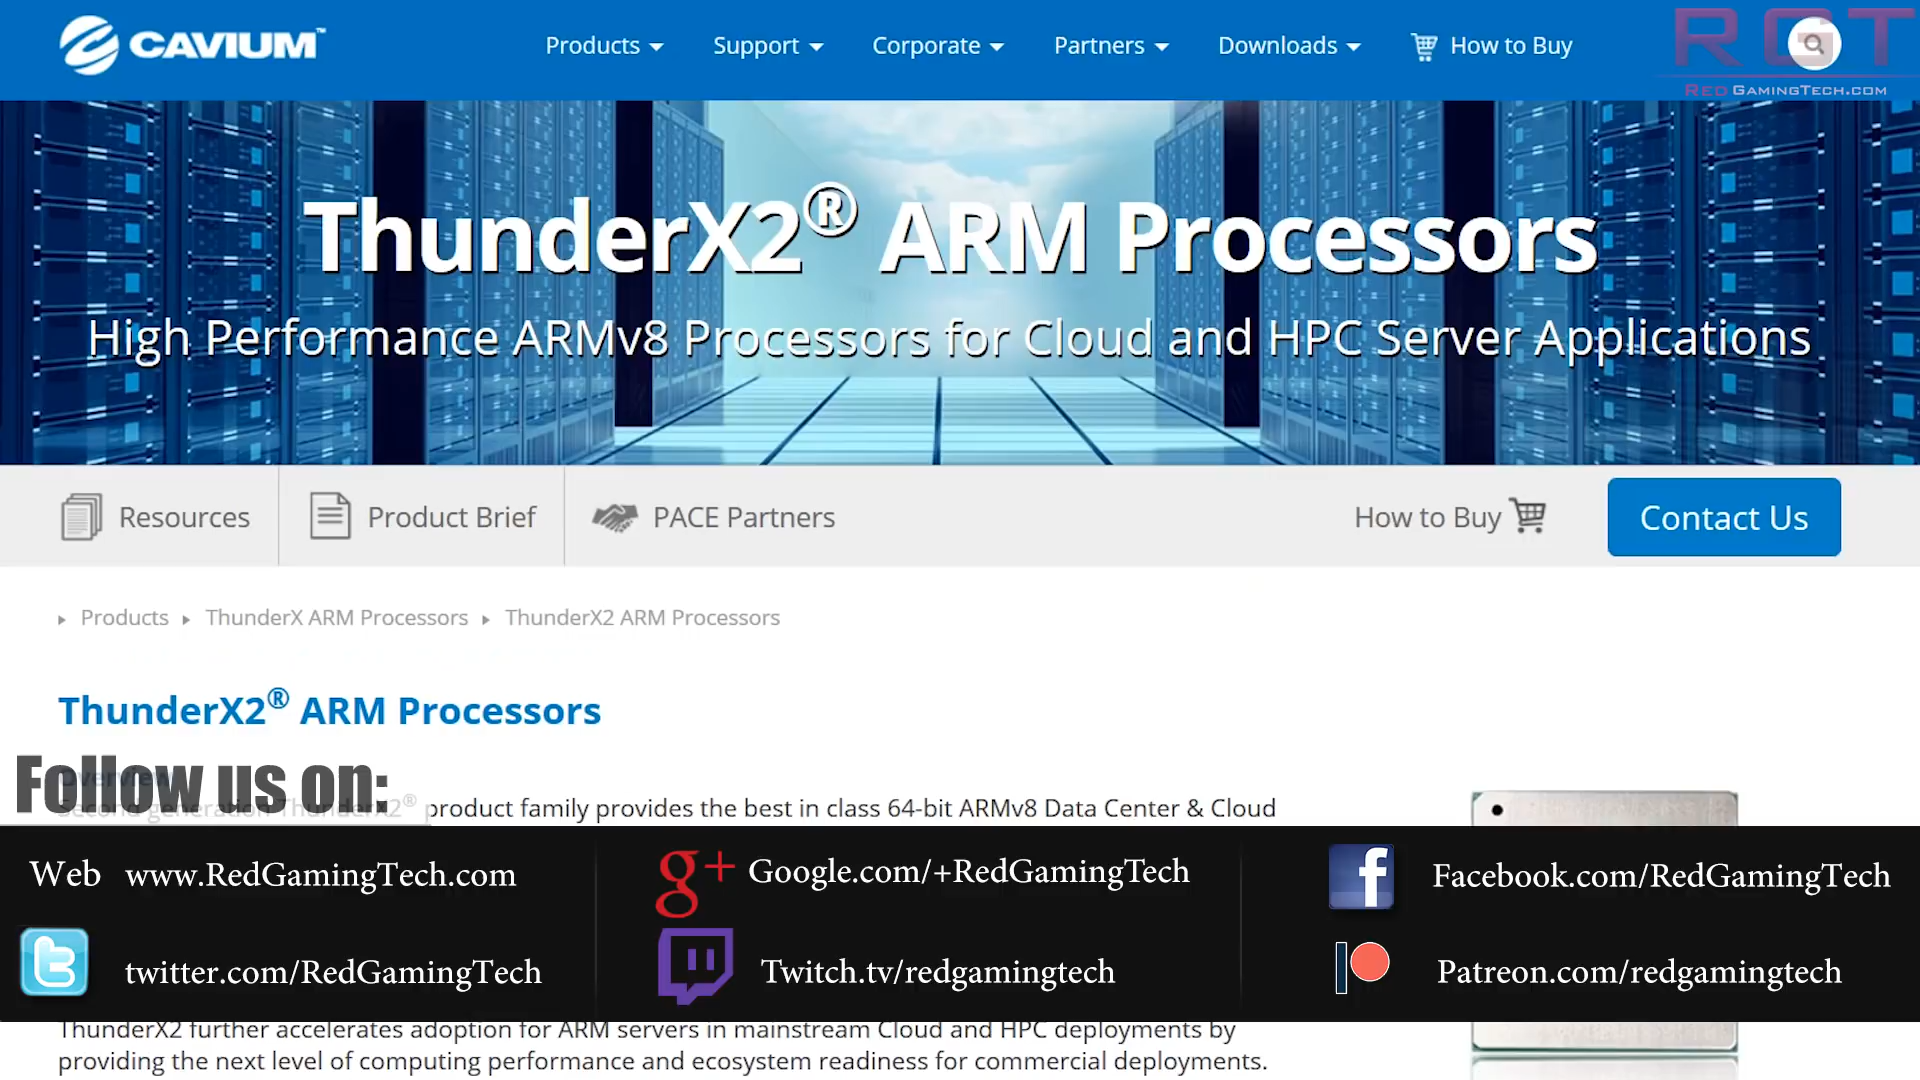 CAVIUM™
Products Support Corporate Partners Downloads How to Buy
RGT
RED GAMINGTECH.COM
ThunderX2® ARM Processors
High Performance ARMv8 Processors for Cloud and HPC Server Applications
Resources Product Brief PACE Partners How to Buy Contact Us
Products ThunderX ARM Processors ThunderX2 ARM Processors
ThunderX2® ARM Processors
Overview
Follow us on:
Second generation ThunderX2® product family provides the best in class 64-bit ARMv8 Data Center & Cloud
Web www.RedGamingTech.com
g+ Google.com/+RedGamingTech
f Facebook.com/RedGamingTech
t twitter.com/RedGamingTech
Twitch.tv/redgamingtech
Patreon.com/redgamingtech
ThunderX2 further accelerates adoption for ARM servers in mainstream Cloud and HPC deployments by
providing the next level of computing performance and ecosystem readiness for commercial deployments.